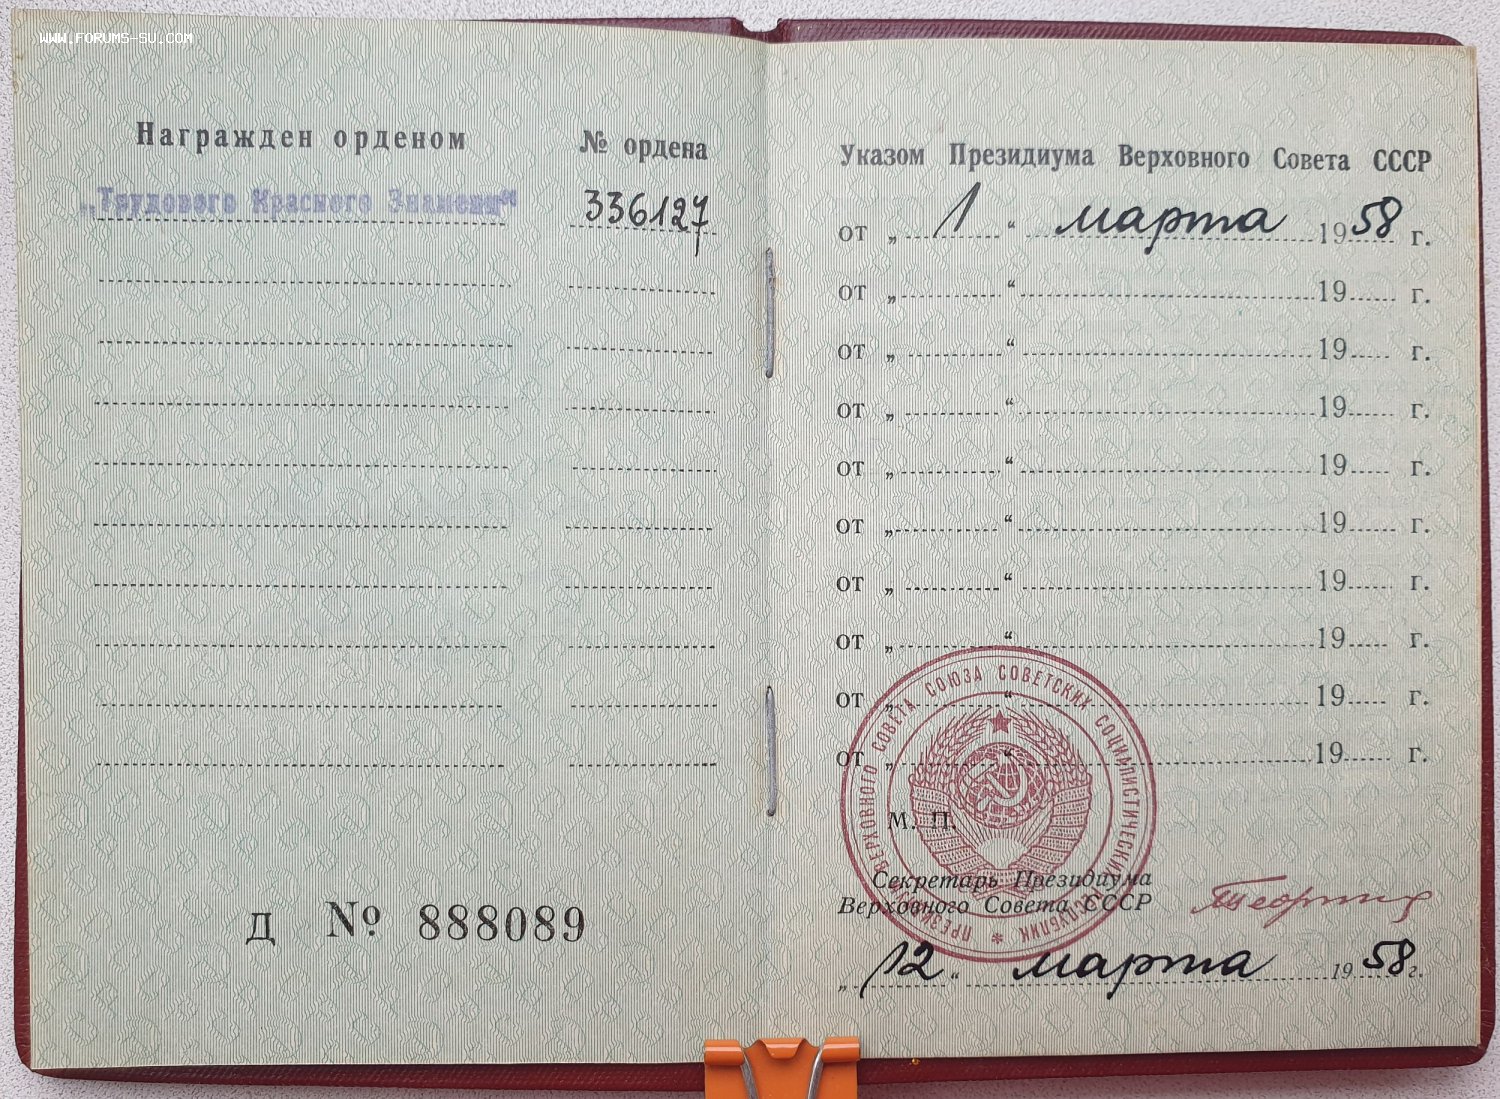 www.forums-su.com
Награжден орденом
№ ордена
„Трудового Красного Знамени“
336127
Д № 888089
Указом Президиума Верховного Совета СССР
от „ 1 “ марта 1958 г.
от „ “ 19 г.
от „ “ 19 г.
от „ “ 19 г.
от „ “ 19 г.
от „ “ 19 г.
от „ “ 19 г.
от „ “ 19 г.
от „ “ 19 г.
от „ “ 19 г.
ПРЕЗИДИУМ ВЕРХОВНОГО СОВЕТА СОЮЗА СОВЕТСКИХ СОЦИАЛИСТИЧЕСКИХ РЕСПУБЛИК
М. П.
Секретарь Президиума
Верховного Совета СССР
„ 12 “ марта 1958 г.